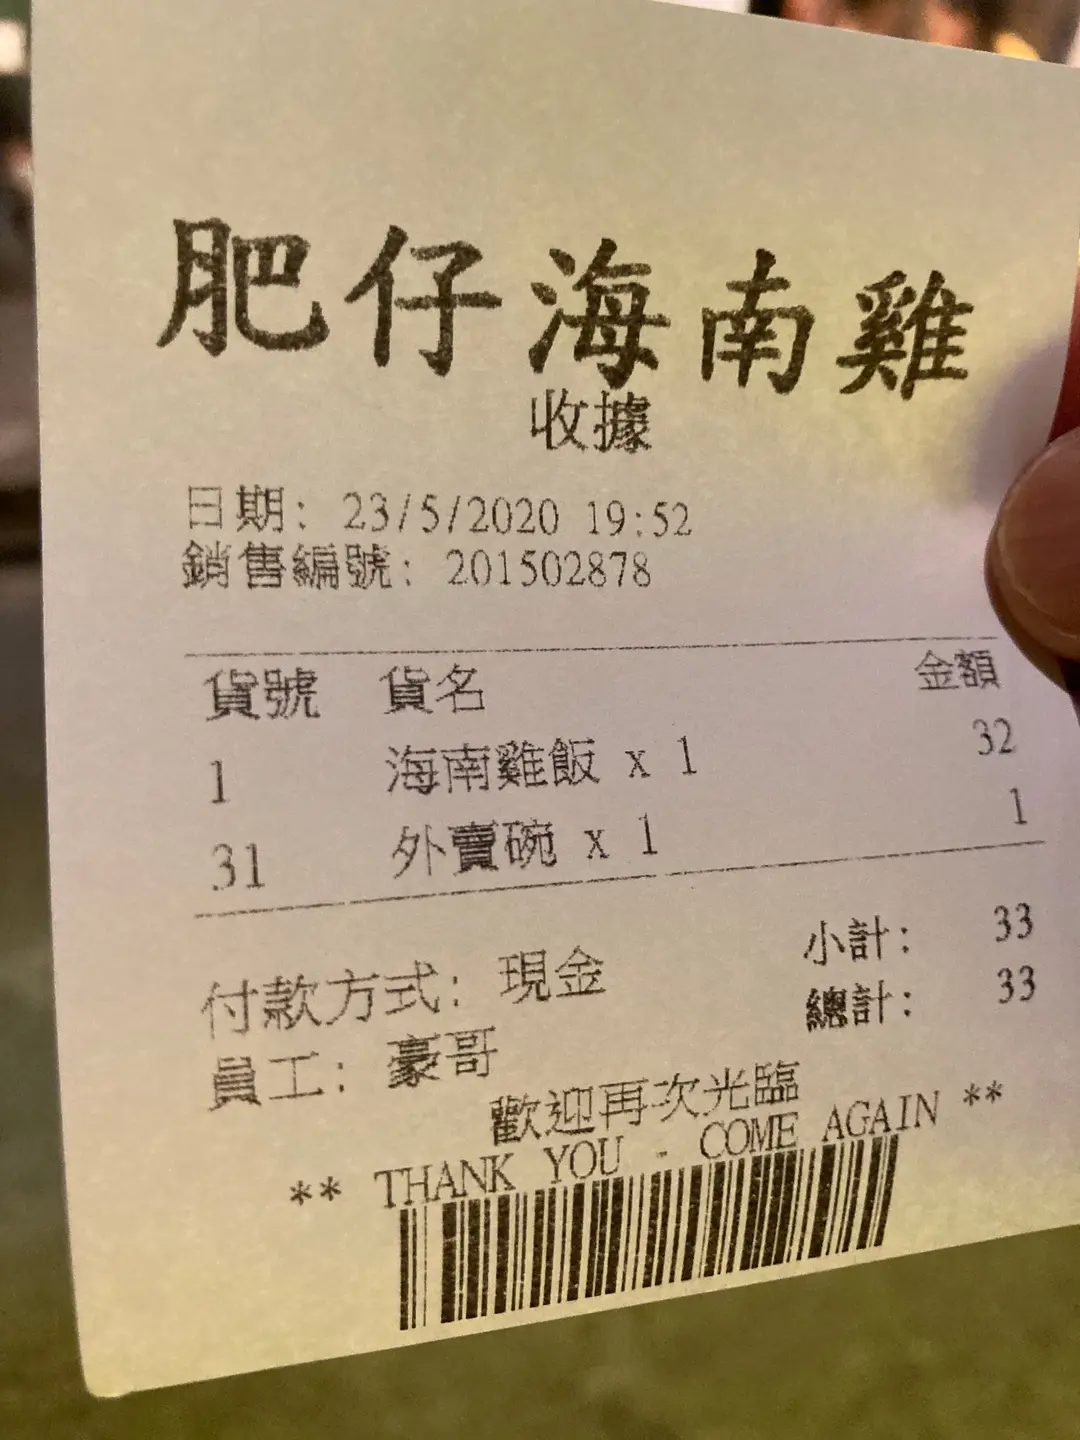 肥仔海南雞
收據
日期: 23/5/2020 19:52
銷售編號: 201502878
貨號 貨名 金額
1 海南雞飯 x 1 32
31 外賣碗 x 1 1
小計: 33
付款方式: 現金 總計: 33
員工: 豪哥
歡迎再次光臨
** THANK YOU - COME AGAIN **